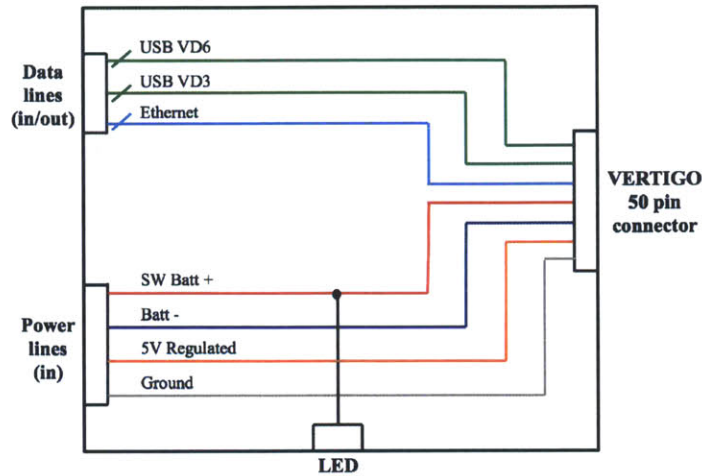 USB VD6
Data
lines
(in/out)
USB VD3
Ethernet
VERTIGO
50 pin
connector
SW Batt +
Power
lines
(in)
Batt -
5V Regulated
Ground
LED